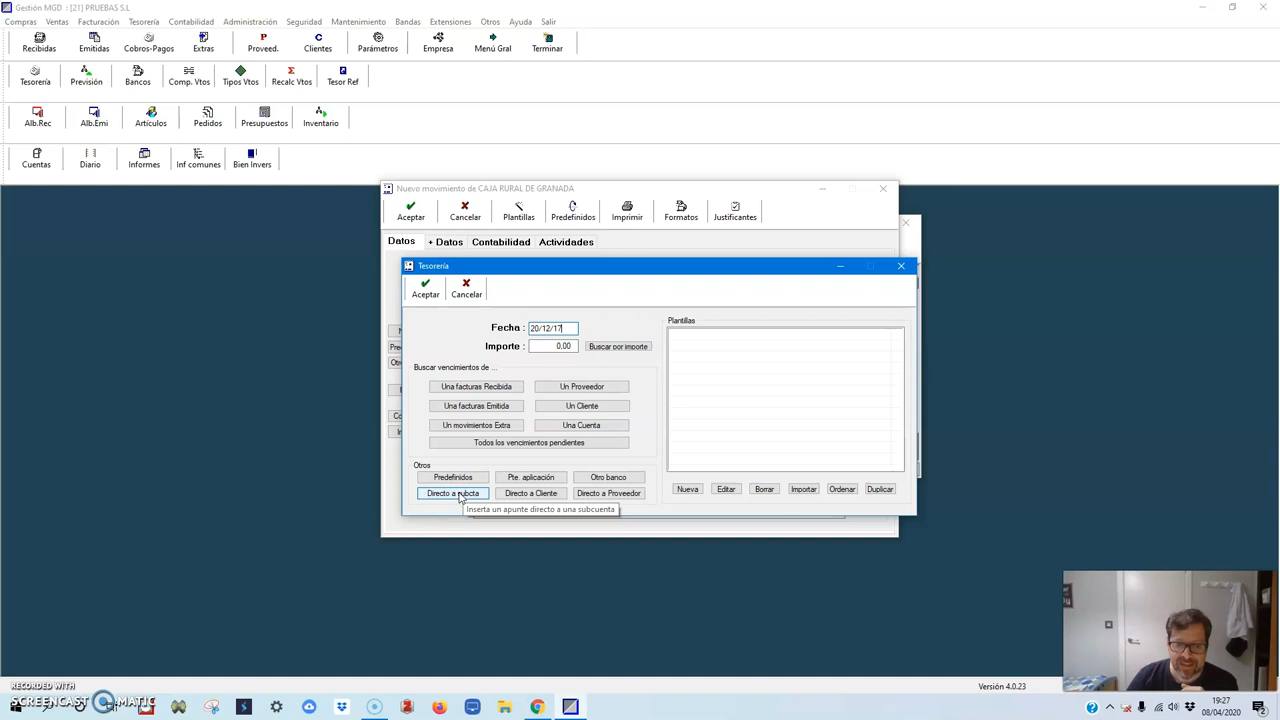 Gestión MGD : [21] PRUEBAS S.L
Compras Ventas Facturación Tesorería Contabilidad Administración Seguridad Mantenimiento Bandas Extensiones Otros Ayuda Salir
Recibidas Emitidas Cobros-Pagos Extras Proveed. Clientes Parámetros Empresa Menú Gral Terminar
Tesorería Previsión Bancos Comp. Vtos Tipos Vtos Recalc Vtos Tesor Ref
Alb.Rec Alb.Emi Artículos Pedidos Presupuestos Inventario
Cuentas Diario Informes Inf comunes Bien Invers
Nuevo movimiento de CAJA RURAL DE GRANADA
Aceptar Cancelar Plantillas Predefinidos Imprimir Formatos Justificantes
Datos + Datos Contabilidad Actividades
Tesorería
Aceptar Cancelar
Fecha : 20/12/17
Importe : 0,00 Buscar por importe
Plantillas
Buscar vencimientos de ...
Una facturas Recibida Un Proveedor
Una facturas Emitida Un Cliente
Un movimientos Extra Una Cuenta
Todos los vencimientos pendientes
Otros
Predefinidos Pte. aplicación Otro banco
Directo a subcta Directo a Cliente Directo a Proveedor
Nueva Editar Borrar Importar Ordenar Duplicar
Inserta un apunte directo a una subcuenta
Versión 4.0.23
RECORDED WITH
SCREENCAST MATIC
19:27
08/04/2020